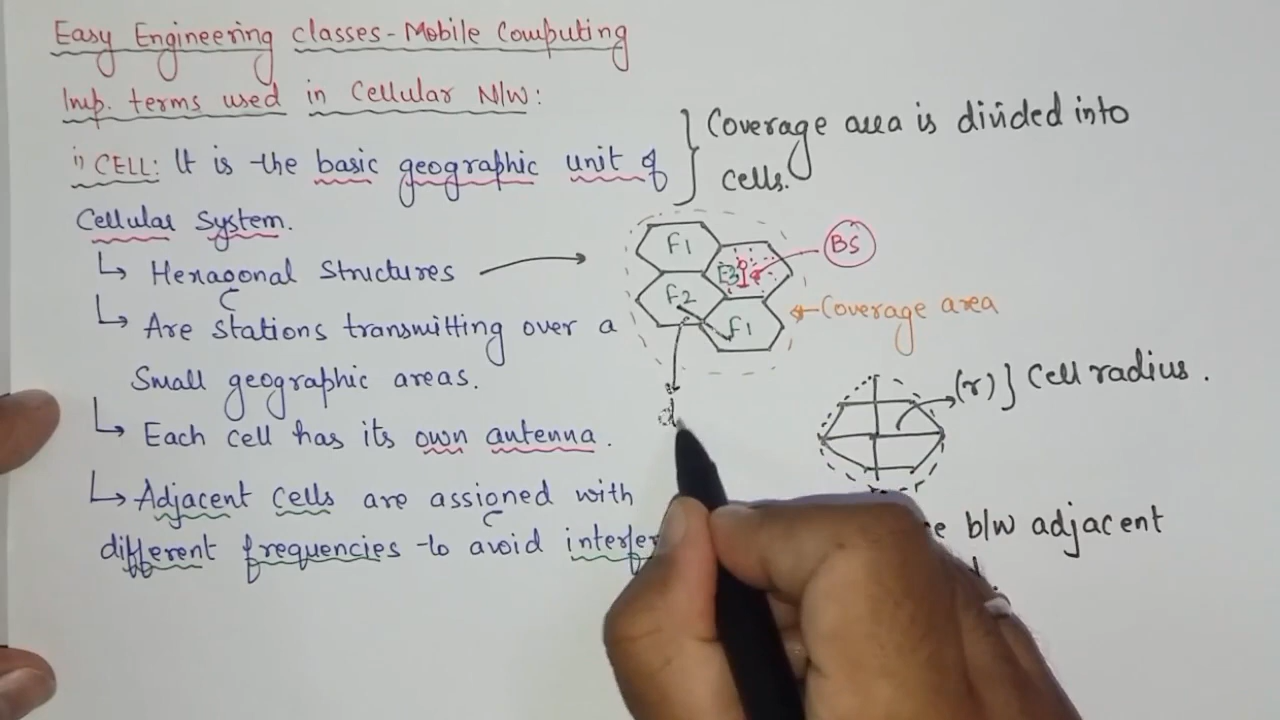 Easy Engineering classes - Mobile Computing
Imp. terms used in Cellular N/W:
1) CELL: It is the basic geographic unit of
Cellular System.
↳ Hexagonal Structures
↳ Are stations transmitting over a
Small geographic areas.
↳ Each cell has its own antenna.
↳ Adjacent cells are assigned with
different frequencies to avoid
} Coverage area is divided into
cells.
F1
F3
BS
F2
F1
Coverage area
d
(r) } Cell radius.
b/w adjacent